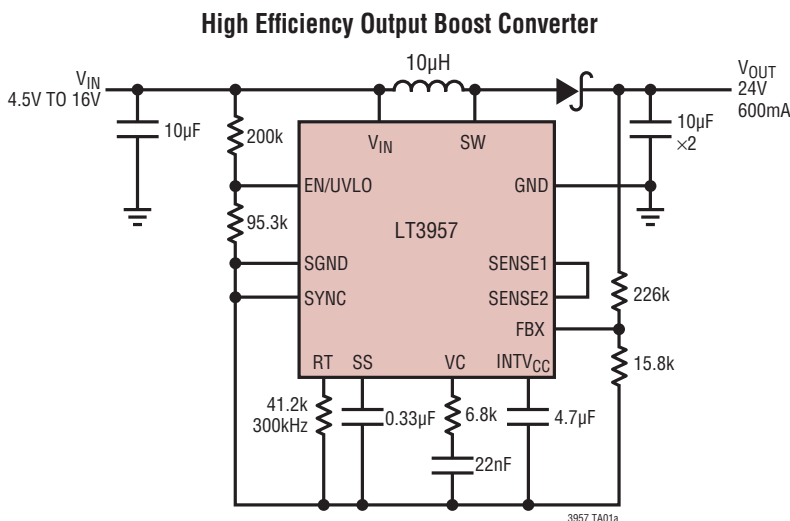 High Efficiency Output Boost Converter
VIN
4.5V TO 16V
10µF
200k
95.3k
10µH
VOUT
24V
600mA
10µF
×2
VIN
SW
EN/UVLO
GND
LT3957
SGND
SENSE1
SYNC
SENSE2
FBX
226k
15.8k
RT
SS
VC
INTVCC
41.2k
300kHz
0.33µF
6.8k
4.7µF
22nF
3957 TA01a